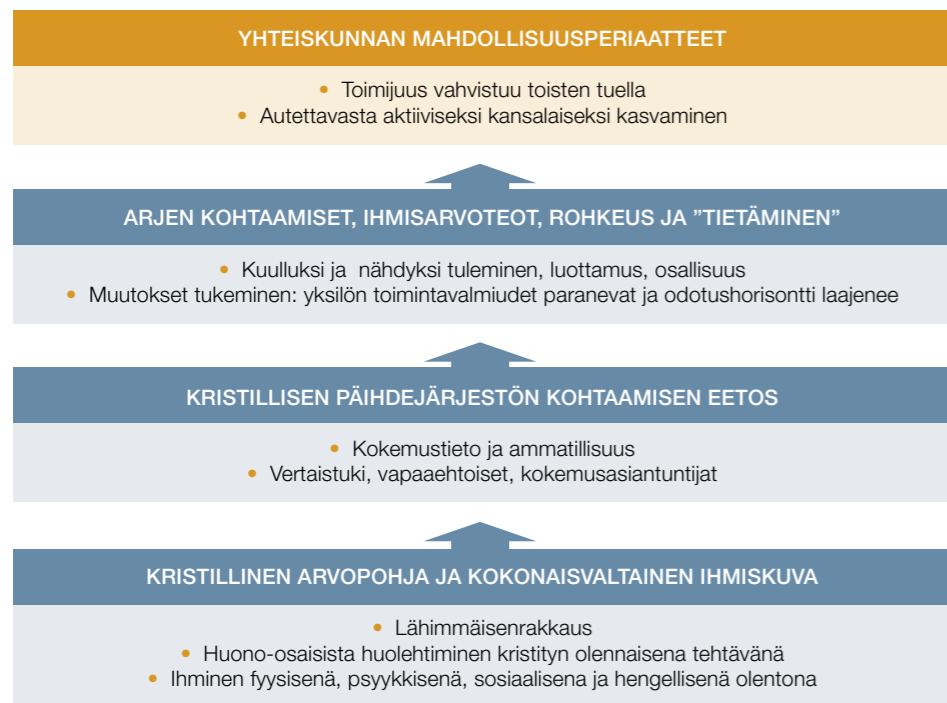 YHTEISKUNNAN MAHDOLLISUUSPERIAATTEET
• Toimijuus vahvistuu toisten tuella
• Autettavasta aktiiviseksi kansalaiseksi kasvaminen
ARJEN KOHTAAMISET, IHMISARVOTEOT, ROHKEUS JA ”TIETÄMINEN”
• Kuulluksi ja nähdyksi tuleminen, luottamus, osallisuus
• Muutokset tukeminen: yksilön toimintavalmiudet paranevat ja odotushorisontti laajenee
KRISTILLISEN PÄIHDEJÄRJESTÖN KOHTAAMISEN EETOS
• Kokemustieto ja ammatillisuus
• Vertaistuki, vapaaehtoiset, kokemusasiantuntijat
KRISTILLINEN ARVOPOHJA JA KOKONAISVALTAINEN IHMISKUVA
• Lähimmäisenrakkaus
• Huono-osaisista huolehtiminen kristityn olennaisena tehtävänä
• Ihminen fyysisenä, psyykkisenä, sosiaalisena ja hengellisenä olentona